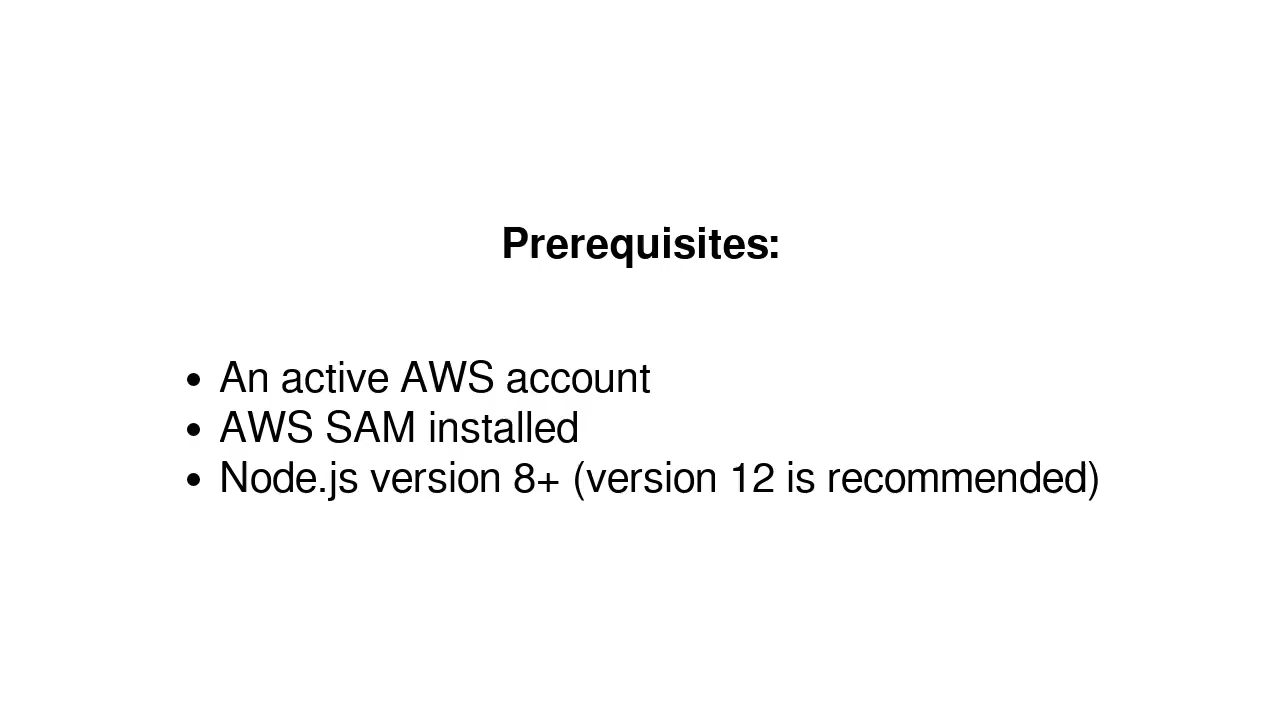 Prerequisites:
• An active AWS account
• AWS SAM installed
• Node.js version 8+ (version 12 is recommended)